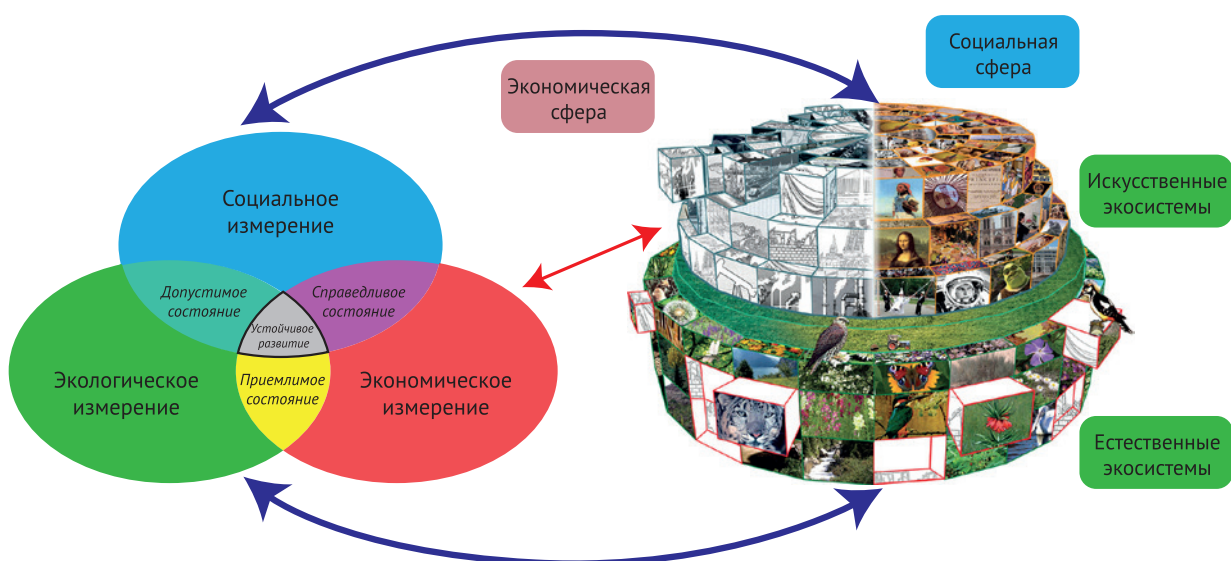 Социальная
сфера
Экономическая
сфера
Социальное
измерение
Искусственные
экосистемы
Допустимое
состояние
Справедливое
состояние
Устойчивое
развитие
Экологическое
измерение
Приемлимое
состояние
Экономическое
измерение
Естественные
экосистемы